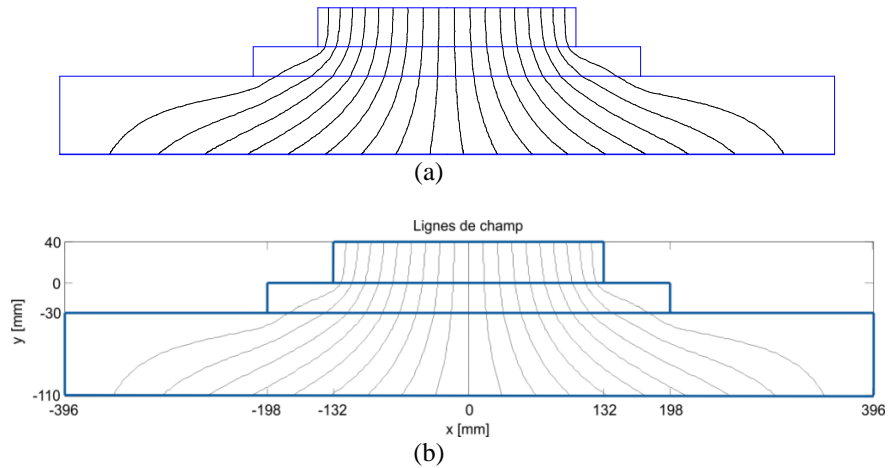 (a)
Lignes de champ
40
0
-30
-110
y [mm]
-396 -198 -132 0 132 198 396
x [mm]
(b)